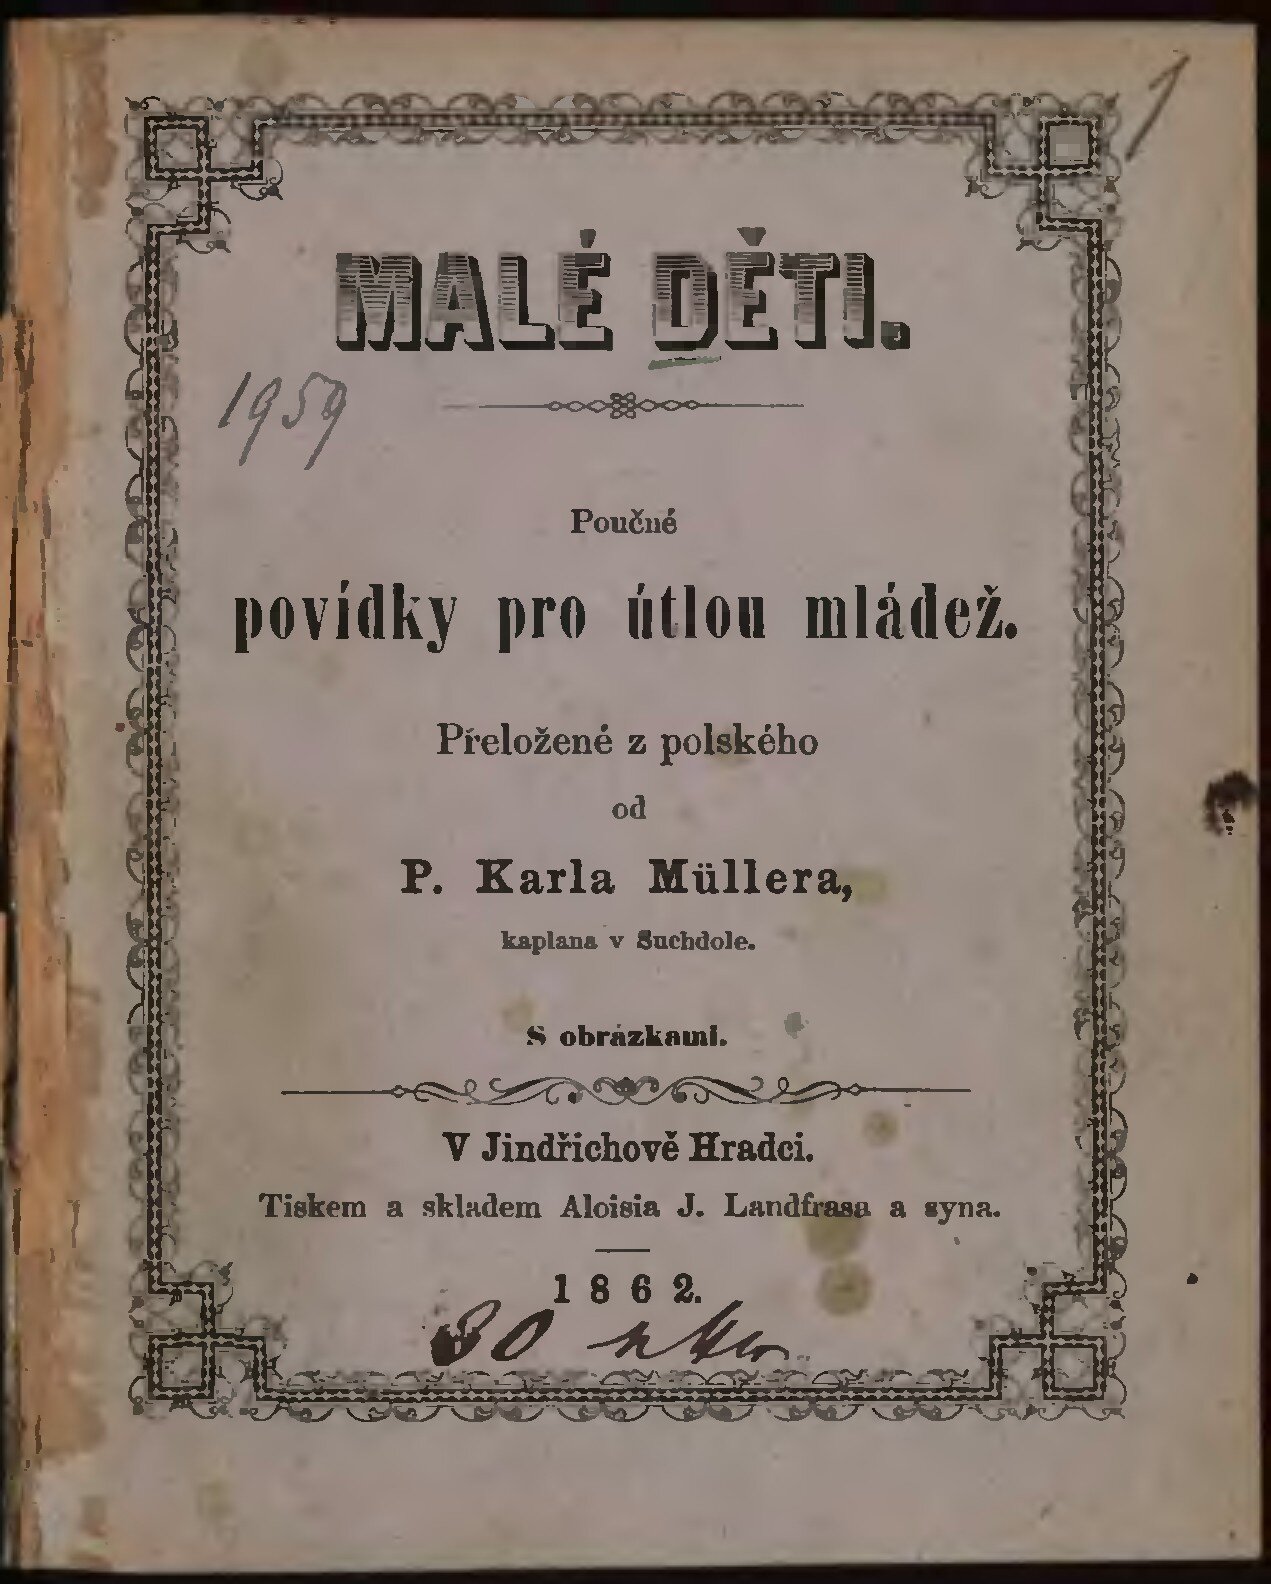 MALÉ DĚTI.
1959
Poučné
povídky pro útlou mládež.
Přeložené z polského
od
P. Karla Müllera,
kaplana v Suchdole.
S obrázkami.
V Jindřichově Hradci.
Tiskem a skladem Aloisia J. Landfrasa a syna.
1862.
30